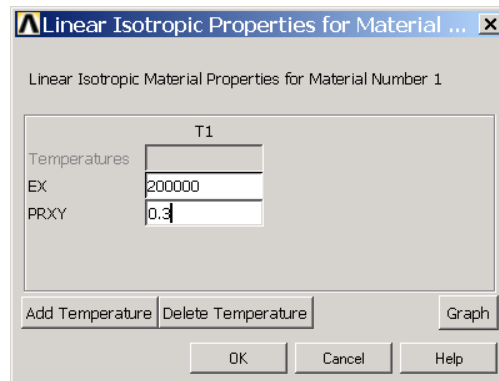 Linear Isotropic Properties for Material ...
Linear Isotropic Material Properties for Material Number 1
T1
Temperatures
EX 200000
PRXY 0.3
Add Temperature Delete Temperature Graph
OK Cancel Help